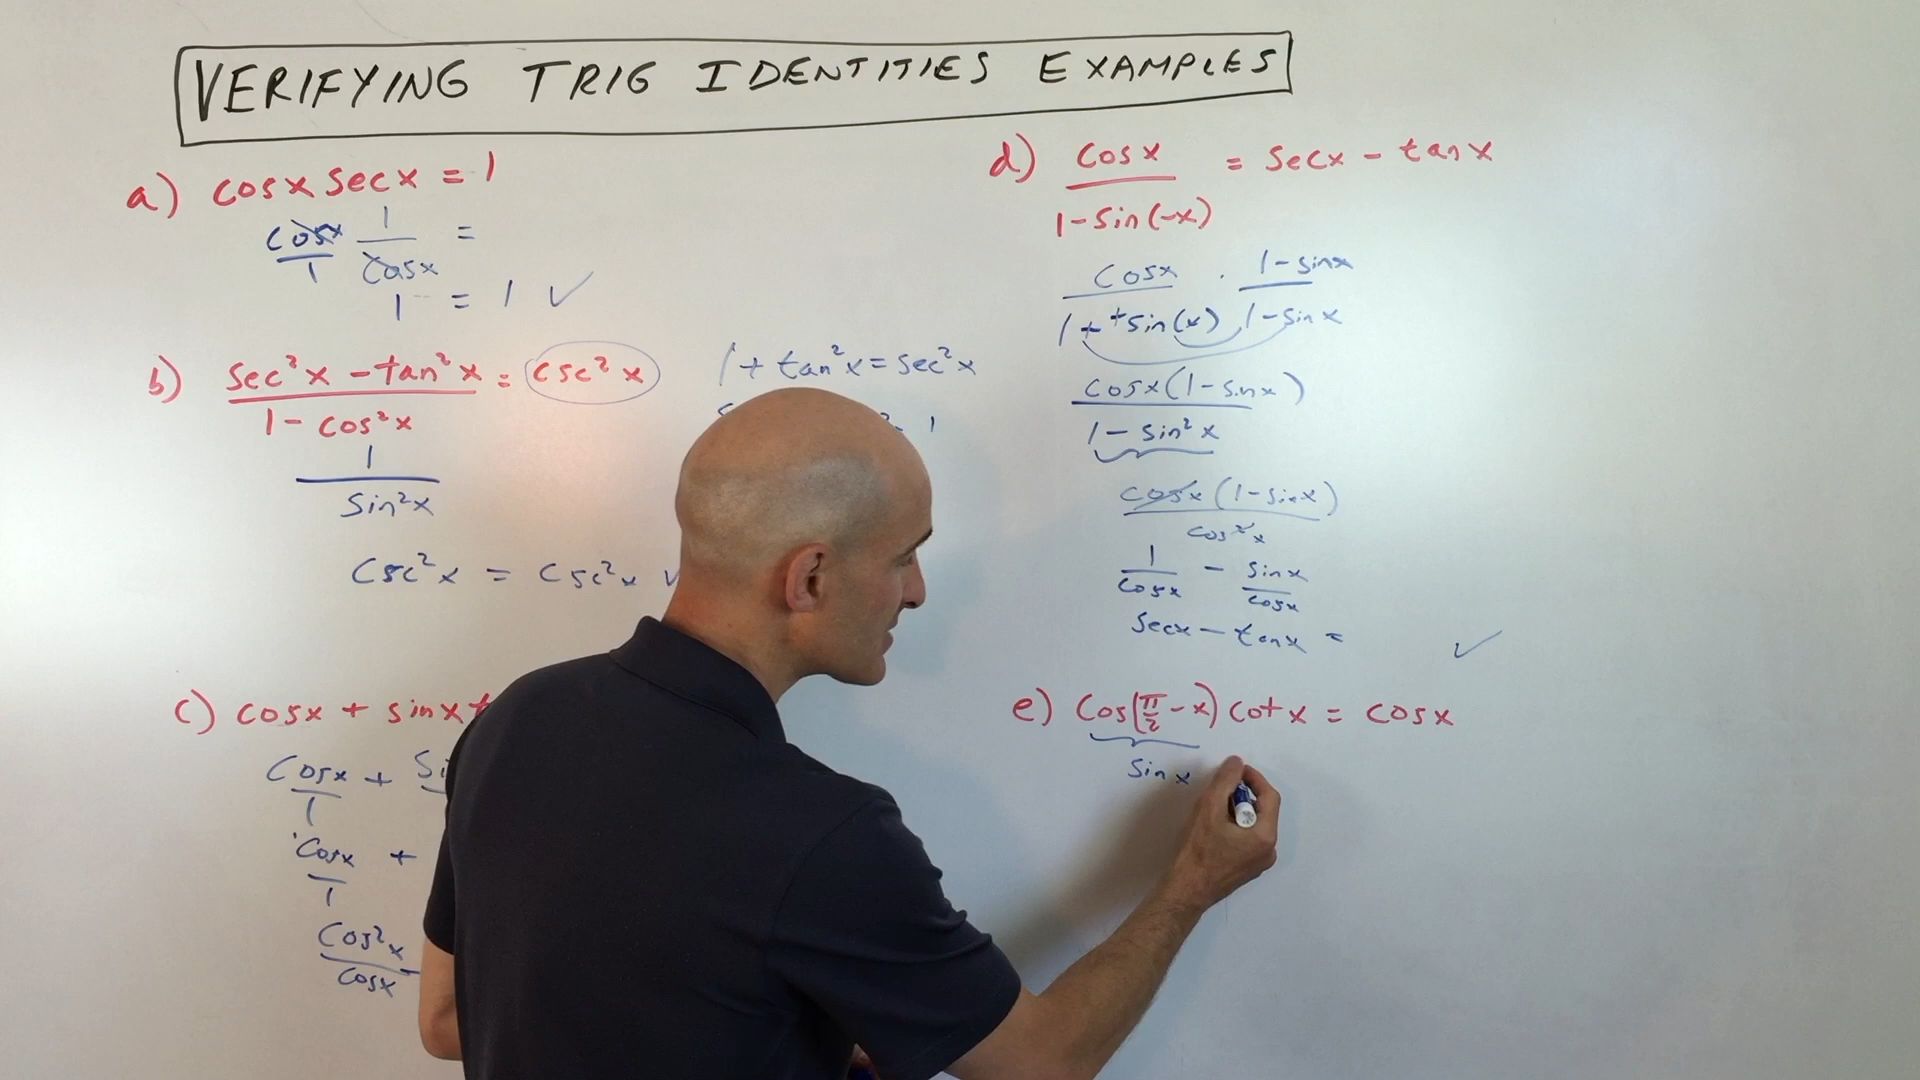 VERIFYING TRIG IDENTITIES EXAMPLES
a) cosx secx = 1
cosx/1 1/cosx =
1 = 1 ✓
b) sec²x - tan²x / 1 - cos²x = csc²x
1 + tan²x = sec²x
1 / sin²x
csc²x = csc²x ✓
c) cosx + sinx
cosx/1 +
cosx/1 +
cos²x/cosx
d) cosx / 1 - sin(-x) = secx - tanx
cosx / 1 + + sin(x) · 1 - sinx / 1 - sinx
cosx(1 - sinx) / 1 - sin²x
cosx(1 - sinx) / cos²x
1/cosx - sinx/cosx
secx - tanx = ✓
e) cos(π/2 - x) cotx = cosx
sinx